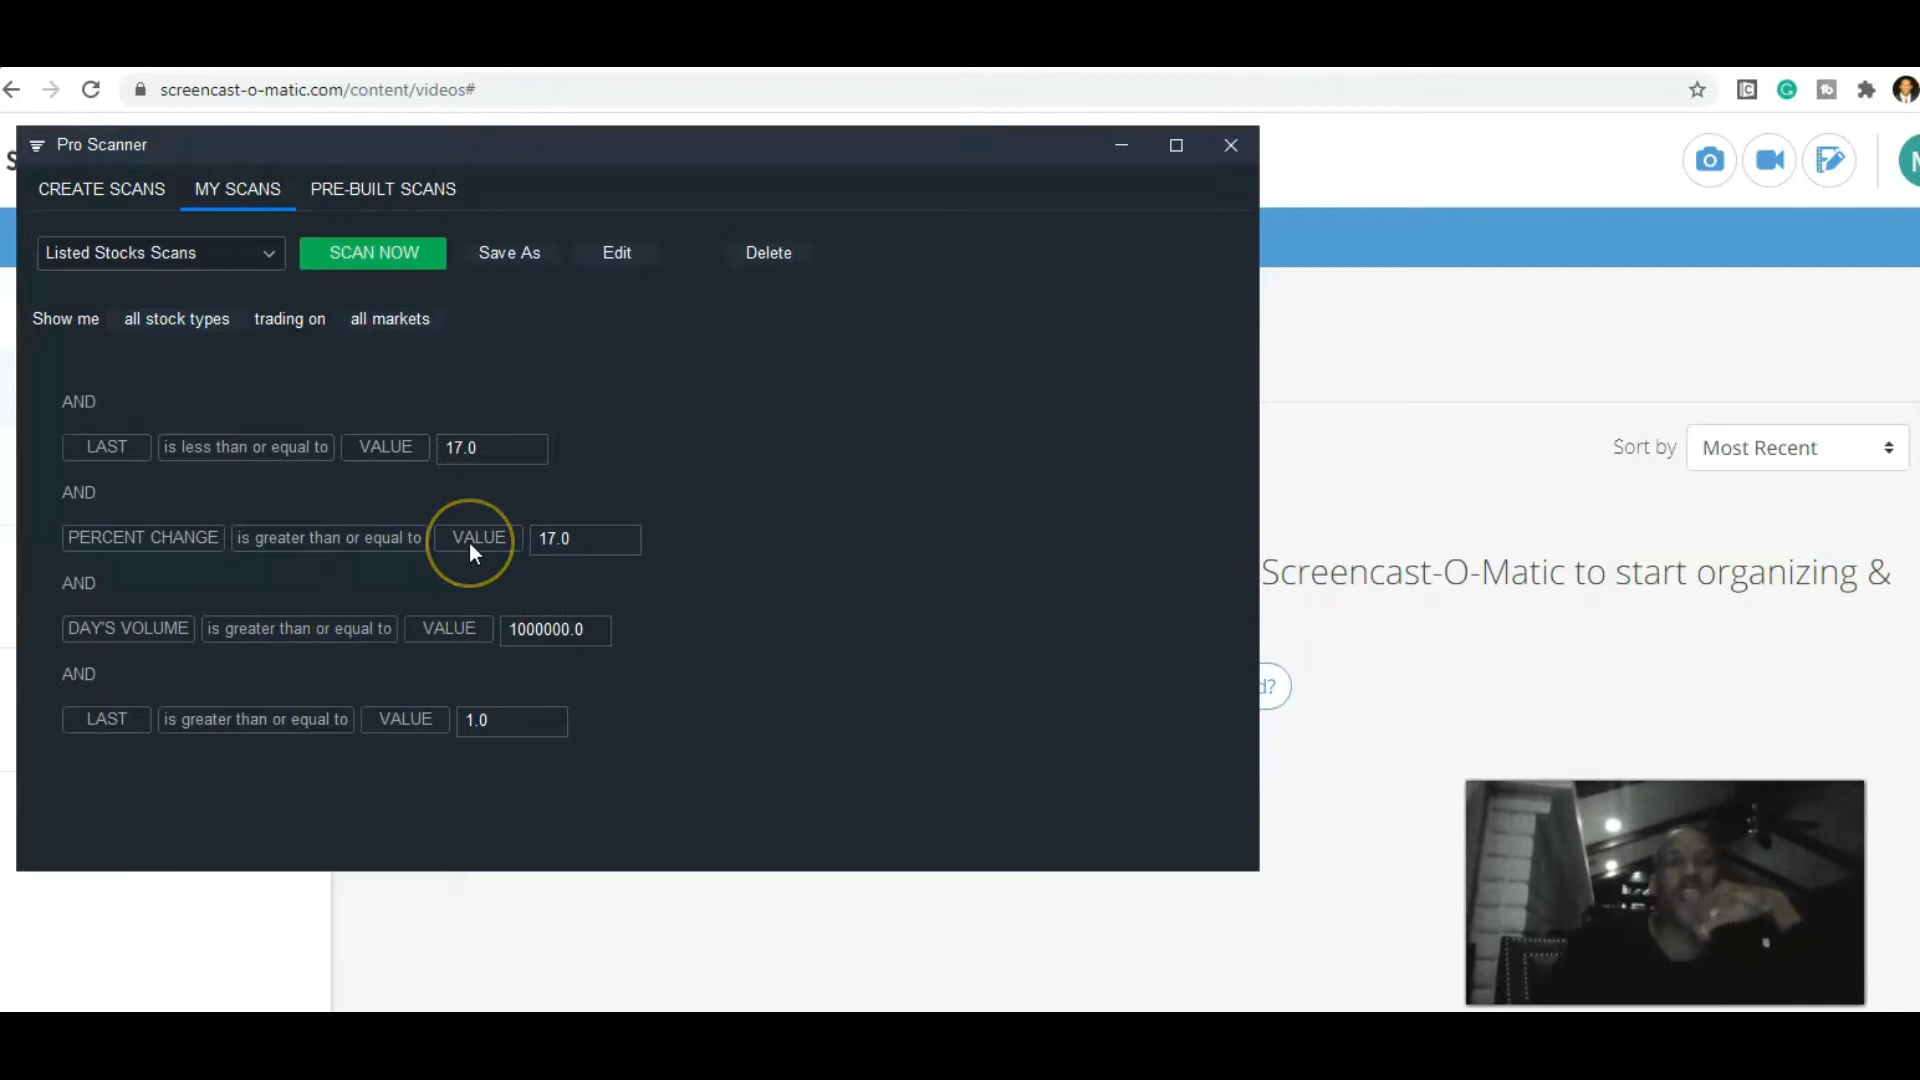 screencast-o-matic.com/content/videos#
Pro Scanner
CREATE SCANS MY SCANS PRE-BUILT SCANS
Listed Stocks Scans SCAN NOW Save As Edit Delete
Show me all stock types trading on all markets
AND
LAST is less than or equal to VALUE 17.0
Sort by Most Recent
AND
PERCENT CHANGE is greater than or equal to VALUE 17.0
Screencast-O-Matic to start organizing &
AND
DAY'S VOLUME is greater than or equal to VALUE 1000000.0
AND
d?
LAST is greater than or equal to VALUE 1.0